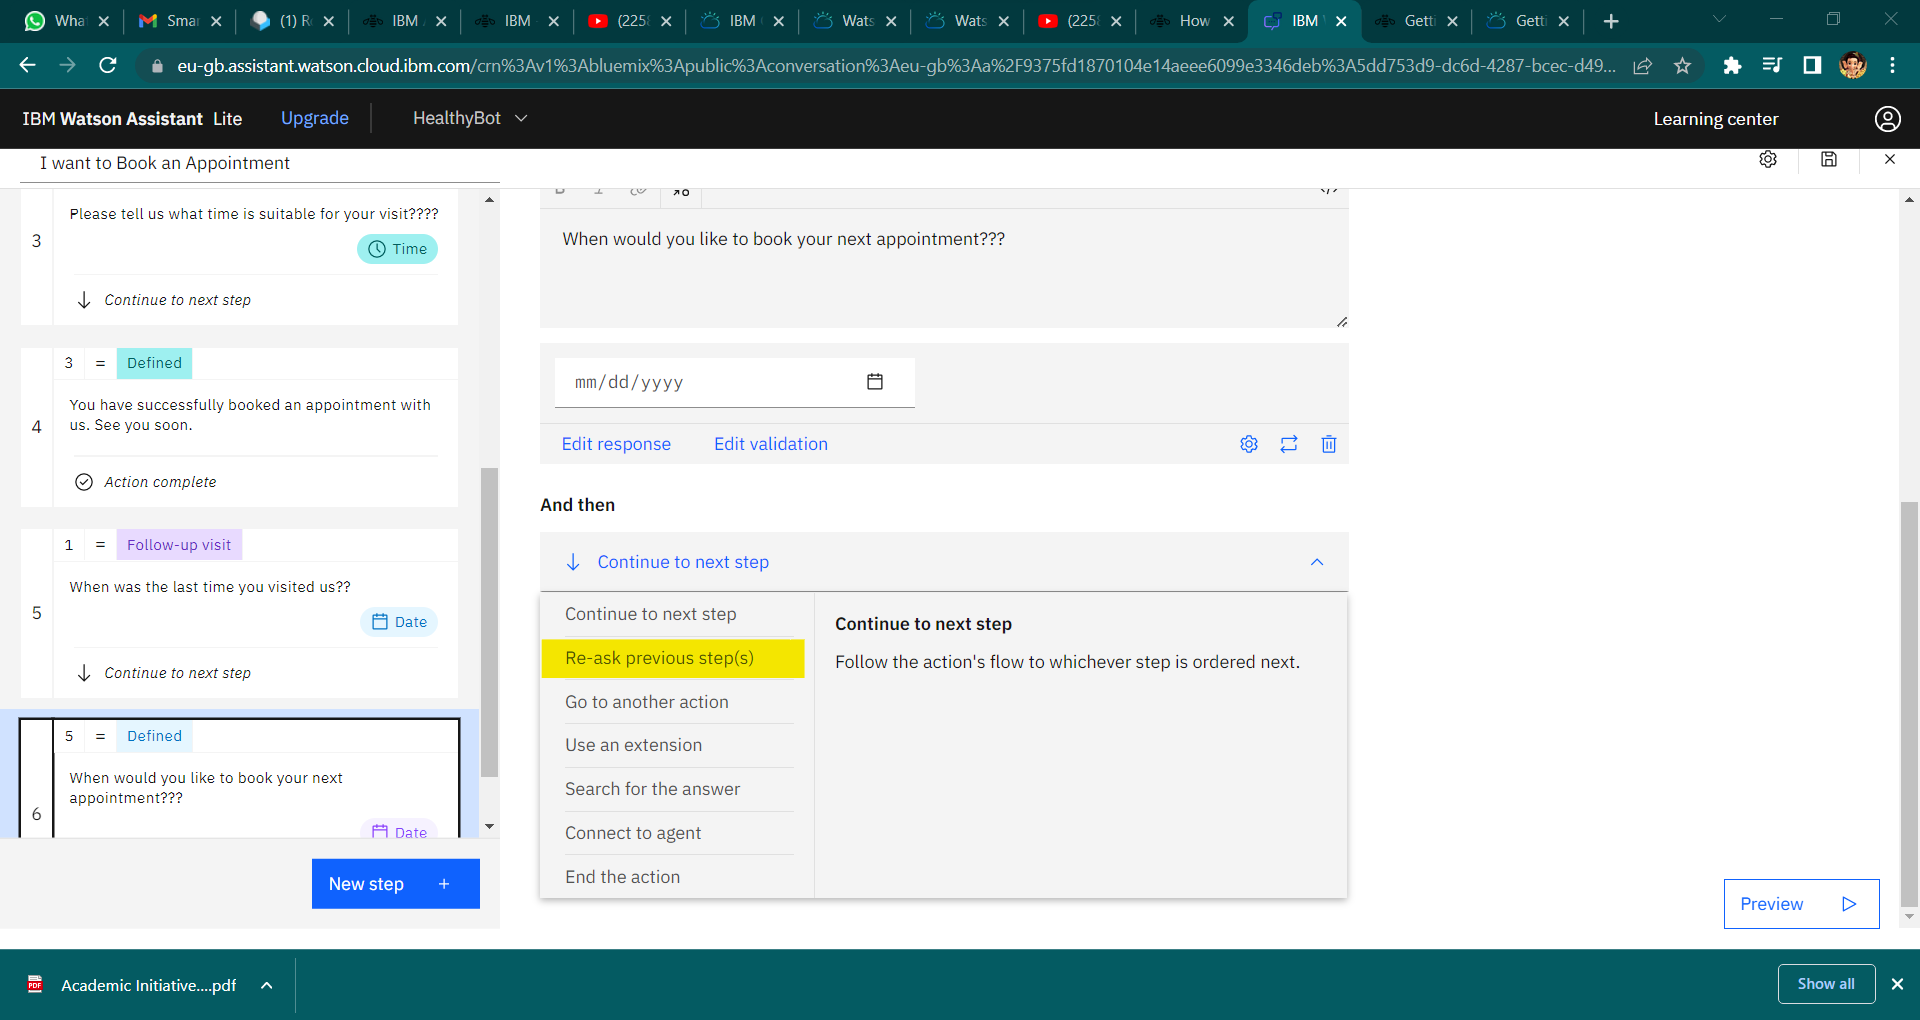 Wha
Smar
(1) R
IBM
IBM
(225
IBM
Wats
Wats
(225
How
IBM
Getti
Getti
eu-gb.assistant.watson.cloud.ibm.com/crn%3Av1%3Abluemix%3Apublic%3Aconversation%3Aeu-gb%3Aa%2F9375fd1870104e14aeee6099e3346deb%3A5dd753d9-dc6d-4287-bcec-d49...
IBM Watson Assistant Lite
Upgrade
HealthyBot
Learning center
I want to Book an Appointment
3
Please tell us what time is suitable for your visit????
Time
Continue to next step
4
3 = Defined
You have successfully booked an appointment with
us. See you soon.
Action complete
5
1 = Follow-up visit
When was the last time you visited us??
Date
Continue to next step
6
5 = Defined
When would you like to book your next
appointment???
Date
New step +
When would you like to book your next appointment???
mm/dd/yyyy
Edit response
Edit validation
And then
Continue to next step
Continue to next step
Re-ask previous step(s)
Go to another action
Use an extension
Search for the answer
Connect to agent
End the action
Continue to next step
Follow the action's flow to whichever step is ordered next.
Preview
PDF
Academic Initiative....pdf
Show all